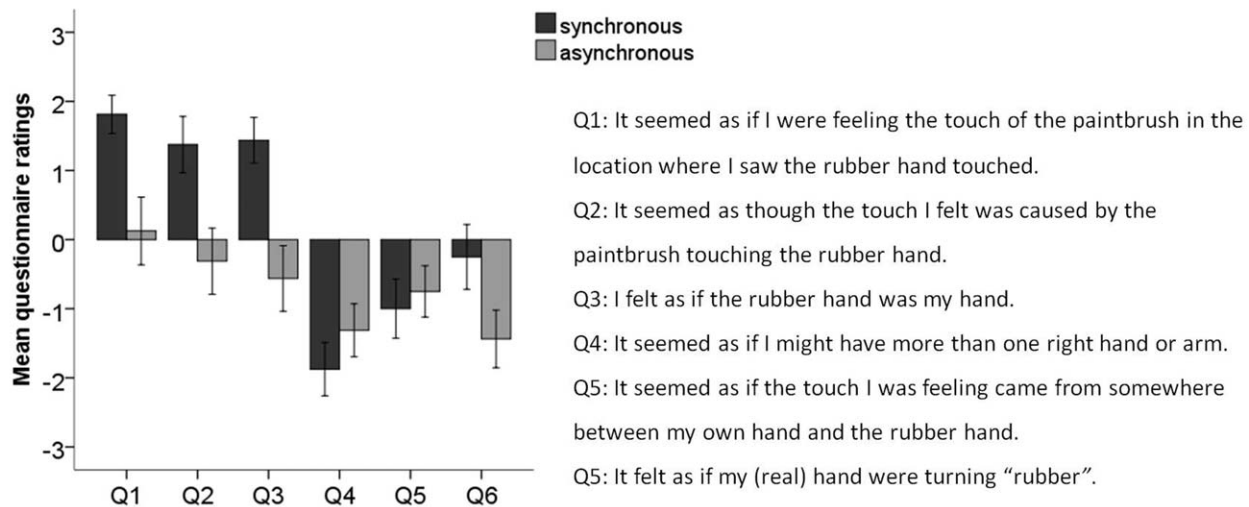 synchronous
asynchronous
Mean questionnaire ratings
3
2
1
0
-1
-2
-3
Q1 Q2 Q3 Q4 Q5 Q6
Q1: It seemed as if I were feeling the touch of the paintbrush in the
location where I saw the rubber hand touched.
Q2: It seemed as though the touch I felt was caused by the
paintbrush touching the rubber hand.
Q3: I felt as if the rubber hand was my hand.
Q4: It seemed as if I might have more than one right hand or arm.
Q5: It seemed as if the touch I was feeling came from somewhere
between my own hand and the rubber hand.
Q5: It felt as if my (real) hand were turning “rubber”.